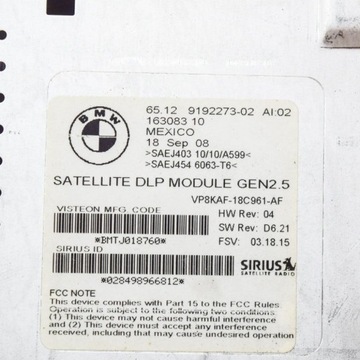 BMW
65.12 9192273-02 AI:02
163083 10
MEXICO
18 Sep 08
>SAEJ403 10/10/A599<
>SAEJ454 6063-T6<
SATELLITE DLP MODULE GEN2.5
VP8KAF-18C961-AF
VISTEON MFG. CODE
HW Rev: 04
SW Rev: D6.21
*BMTJ018760*
FSV: 03.18.15
SIRIUS ID
SIRIUS
SATELLITE RADIO
*028498966812*
FCC NOTE
This device complies with Part 15 to the FCC Rules
Operation is subject to the following two conditions:
(1) This device may not cause harmful interference
and (2) This device must accept any interference
received, including that may cause undesired operation